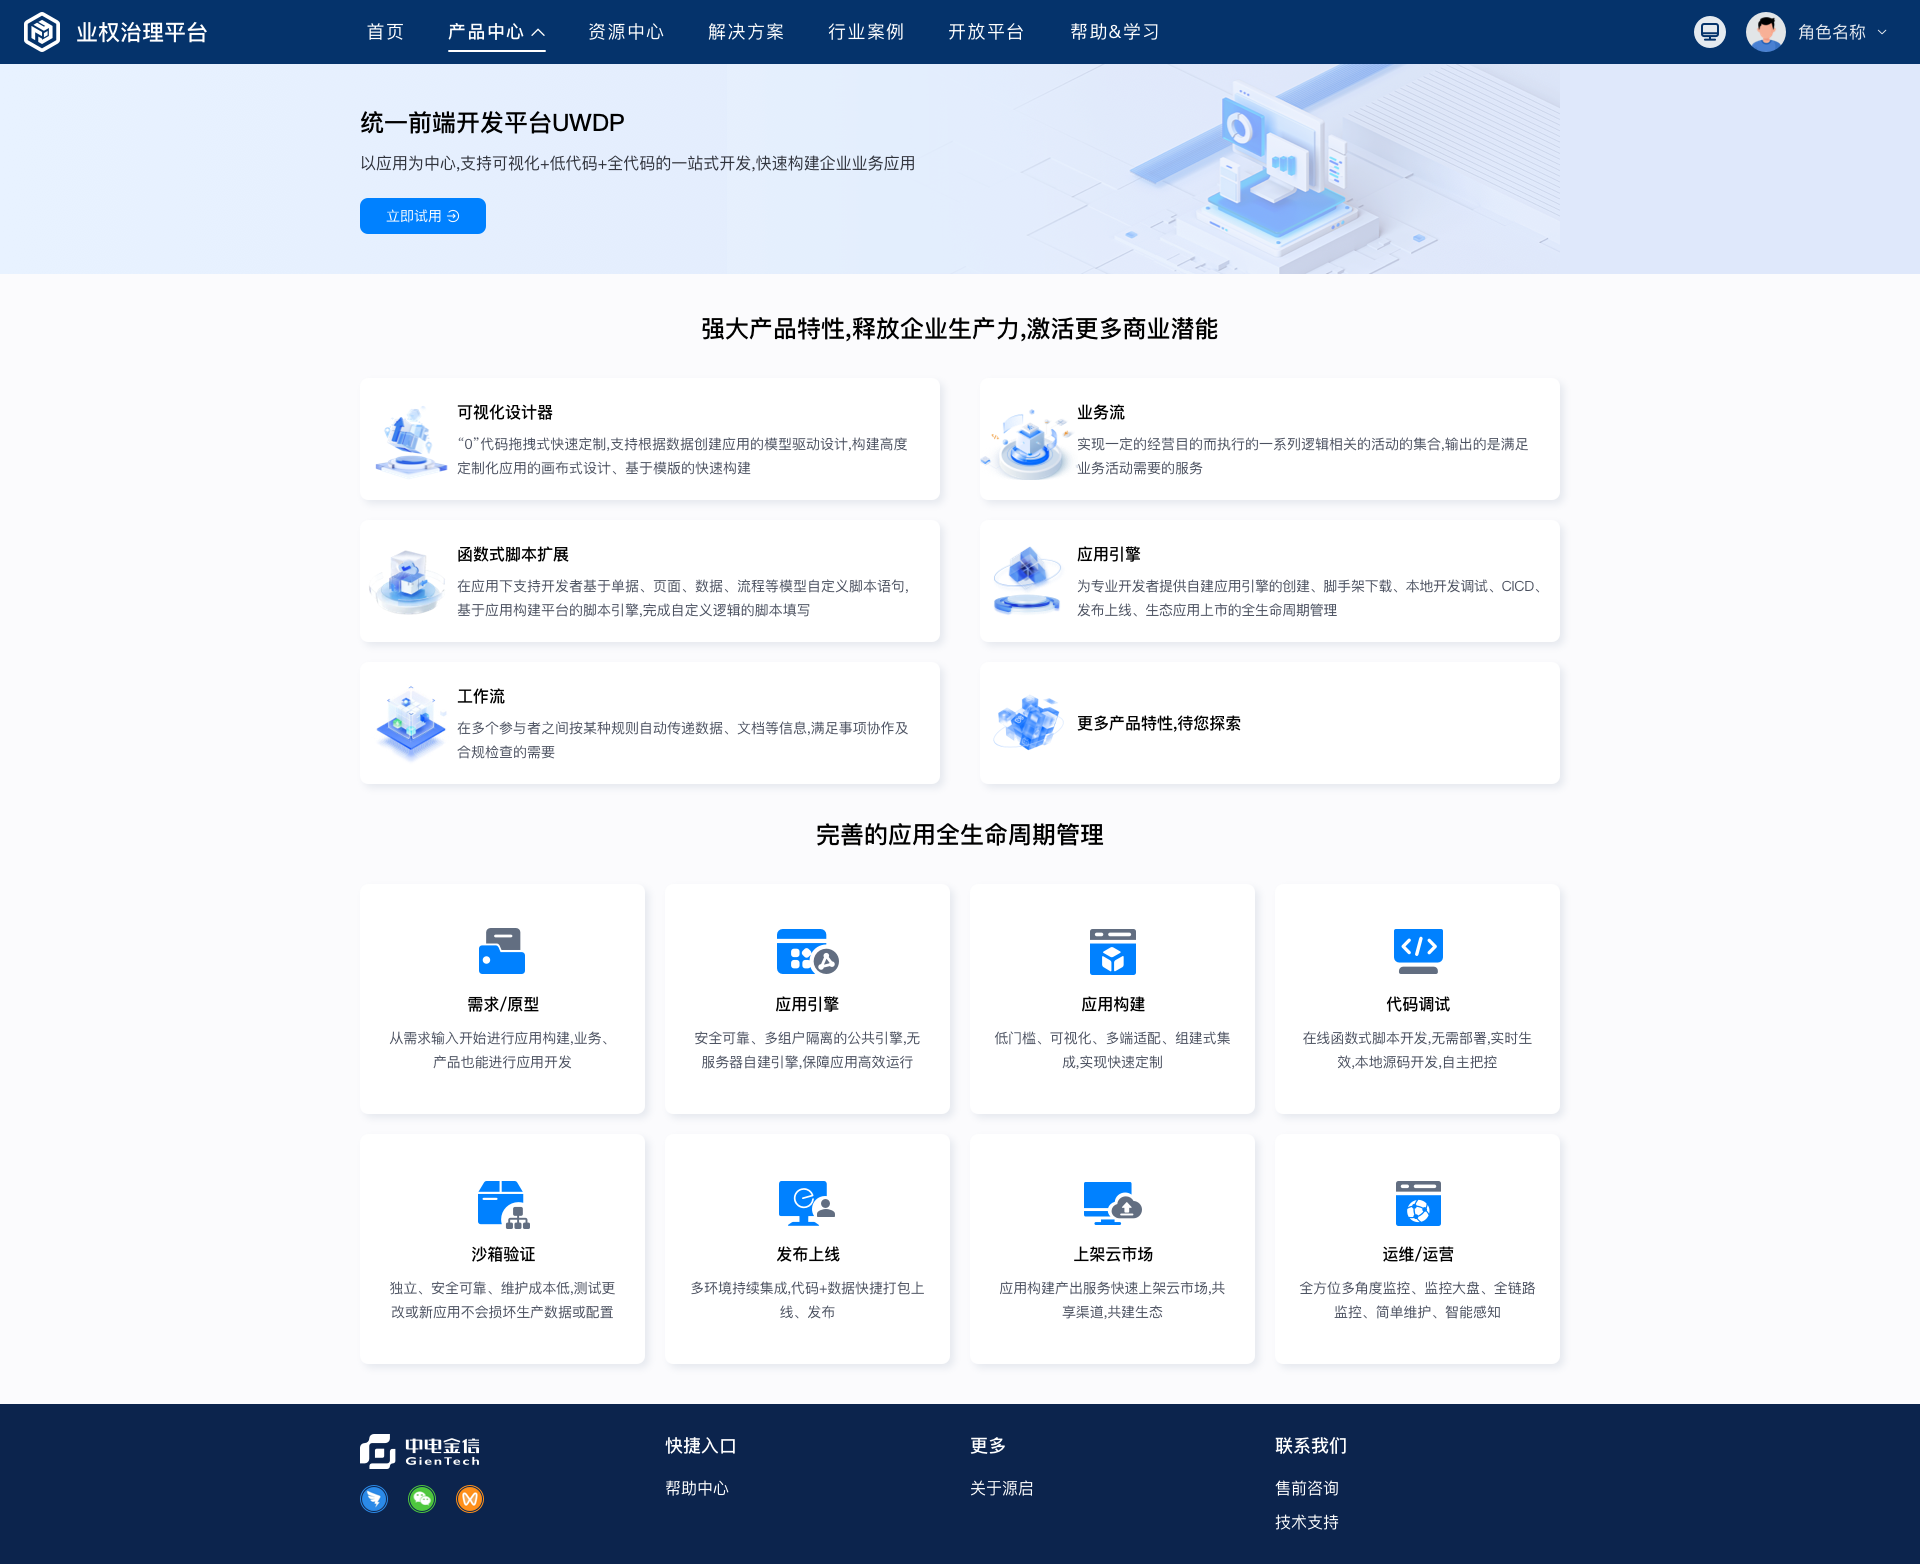 业权治理平台
首页
产品中心
资源中心
解决方案
行业案例
开放平台
帮助&学习
角色名称
统一前端开发平台UWDP
以应用为中心,支持可视化+低代码+全代码的一站式开发,快速构建企业业务应用
立即试用
强大产品特性,释放企业生产力,激活更多商业潜能
可视化设计器
“0”代码拖拽式快速定制,支持根据数据创建应用的模型驱动设计,构建高度
定制化应用的画布式设计、基于模版的快速构建
业务流
实现一定的经营目的而执行的一系列逻辑相关的活动的集合,输出的是满足
业务活动需要的服务
函数式脚本扩展
在应用下支持开发者基于单据、页面、数据、流程等模型自定义脚本语句,
基于应用构建平台的脚本引擎,完成自定义逻辑的脚本填写
应用引擎
为专业开发者提供自建应用引擎的创建、脚手架下载、本地开发调试、CICD、
发布上线、生态应用上市的全生命周期管理
工作流
在多个参与者之间按某种规则自动传递数据、文档等信息,满足事项协作及
合规检查的需要
更多产品特性,待您探索
完善的应用全生命周期管理
需求/原型
从需求输入开始进行应用构建,业务、
产品也能进行应用开发
应用引擎
安全可靠、多组户隔离的公共引擎,无
服务器自建引擎,保障应用高效运行
应用构建
低门槛、可视化、多端适配、组建式集
成,实现快速定制
代码调试
在线函数式脚本开发,无需部署,实时生
效,本地源码开发,自主把控
沙箱验证
独立、安全可靠、维护成本低,测试更
改或新应用不会损坏生产数据或配置
发布上线
多环境持续集成,代码+数据快捷打包上
线、发布
上架云市场
应用构建产出服务快速上架云市场,共
享渠道,共建生态
运维/运营
全方位多角度监控、监控大盘、全链路
监控、简单维护、智能感知
中电金信
GienTech
快捷入口
帮助中心
更多
关于源启
联系我们
售前咨询
技术支持